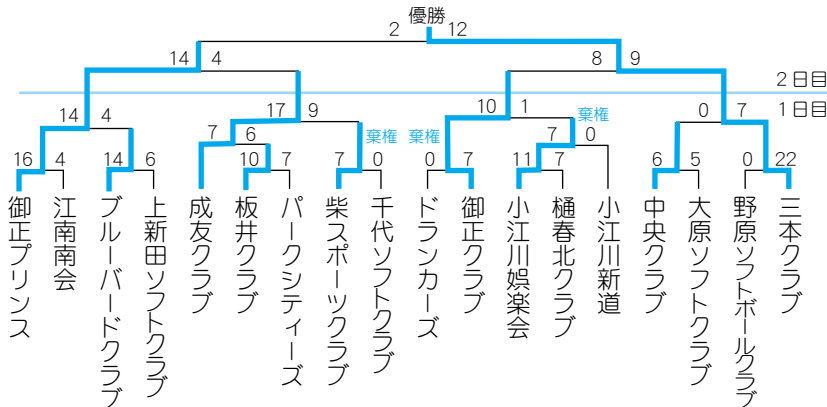 優勝
2 12
14 4 8 9
2日目
1日目
14 4 17 9 10 1 0 7
棄権 棄権 棄権
7 6 7 0
16 4 14 6 10 7 7 0 0 7 11 7 6 5 0 22
御正プリンス
江南南会
ブルーバードクラブ
上新田ソフトクラブ
成友クラブ
板井クラブ
パークシティーズ
柴スポーツクラブ
千代ソフトクラブ
ドランカーズ
御正クラブ
小江川娯楽会
樋春北クラブ
小江川新道
中央クラブ
大原ソフトクラブ
野原ソフトボールクラブ
三本クラブ